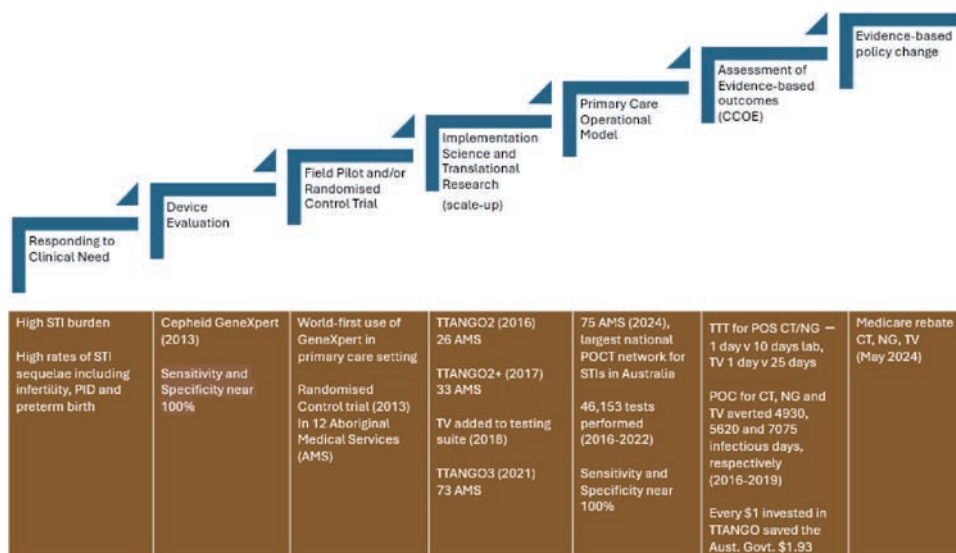 Responding to
Clinical Need
Device
Evaluation
Field Pilot and/or
Randomised
Control Trial
Implementation
Science and
Translational
Research
(scale-up)
Primary Care
Operational
Model
Assessment of
Evidence-based
outcomes
(CCOE)
Evidence-based
policy change
High STI burden
High rates of STI
sequelae including
infertility, PID and
preterm birth
Cepheid GeneXpert
(2013)
Sensitivity and
Specificity near
100%
World-first use of
GeneXpert in
primary care setting
Randomised
Control trial (2013)
In 12 Aboriginal
Medical Services
(AMS)
TTANGO2 (2016)
26 AMS
TTANGO2+ (2017)
33 AMS
TV added to testing
suite (2018)
TTANGO3 (2021)
73 AMS
75 AMS (2024),
largest national
POCT network for
STIs in Australia
46,153 tests
performed
(2016-2022)
Sensitivity and
Specificity near
100%
TTT for POS CT/NG —
1 day v 10 days lab,
TV 1 day v 25 days
POC for CT, NG and
TV averted 4930,
5620 and 7075
infectious days,
respectively
(2016-2019)
Every $1 invested in
TTANGO saved the
Aust. Govt. $1.93
Medicare rebate
CT, NG, TV
(May 2024)